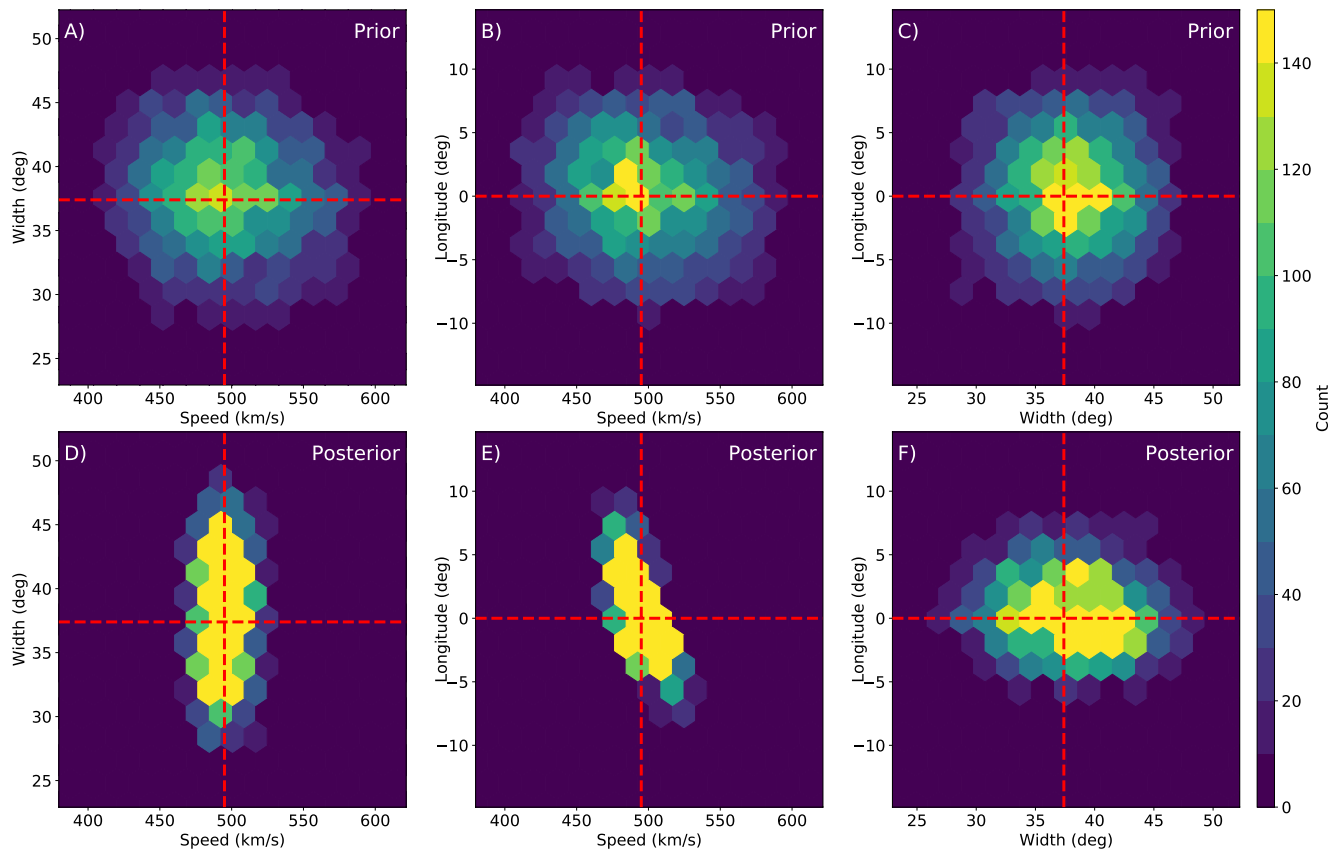 A) Prior
50
45
40
35
30
25
Width (deg)
400 450 500 550 600
Speed (km/s)
B) Prior
10
5
0
−5
−10
Longitude (deg)
400 450 500 550 600
Speed (km/s)
C) Prior
10
5
0
−5
−10
Longitude (deg)
25 30 35 40 45 50
Width (deg)
D) Posterior
50
45
40
35
30
25
Width (deg)
400 450 500 550 600
Speed (km/s)
E) Posterior
10
5
0
−5
−10
Longitude (deg)
400 450 500 550 600
Speed (km/s)
F) Posterior
10
5
0
−5
−10
Longitude (deg)
25 30 35 40 45 50
Width (deg)
140
120
100
80
60
40
20
0
Count